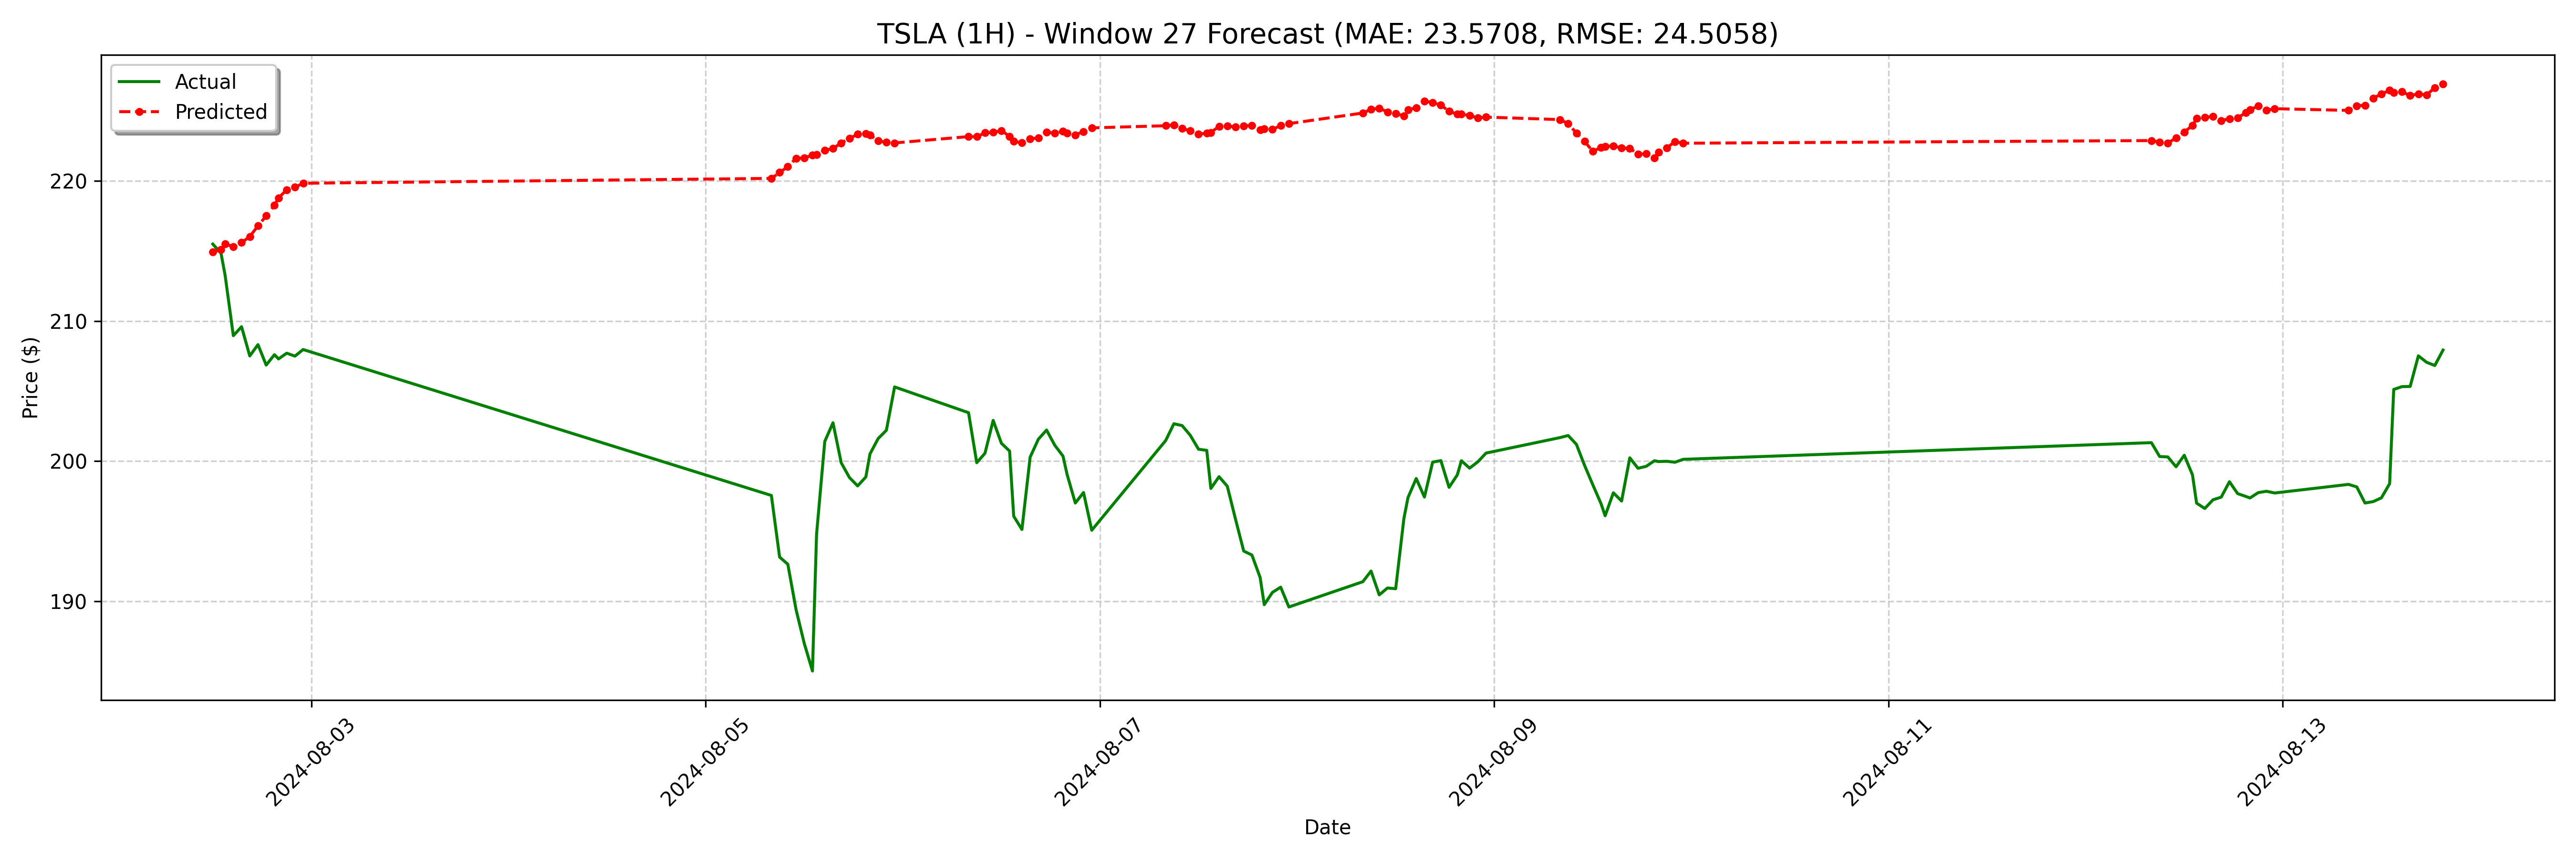 TSLA (1H) - Window 27 Forecast (MAE: 23.5708, RMSE: 24.5058)
Actual
Predicted
Price ($)
220
210
200
190
2024-08-03
2024-08-05
2024-08-07
2024-08-09
2024-08-11
2024-08-13
Date